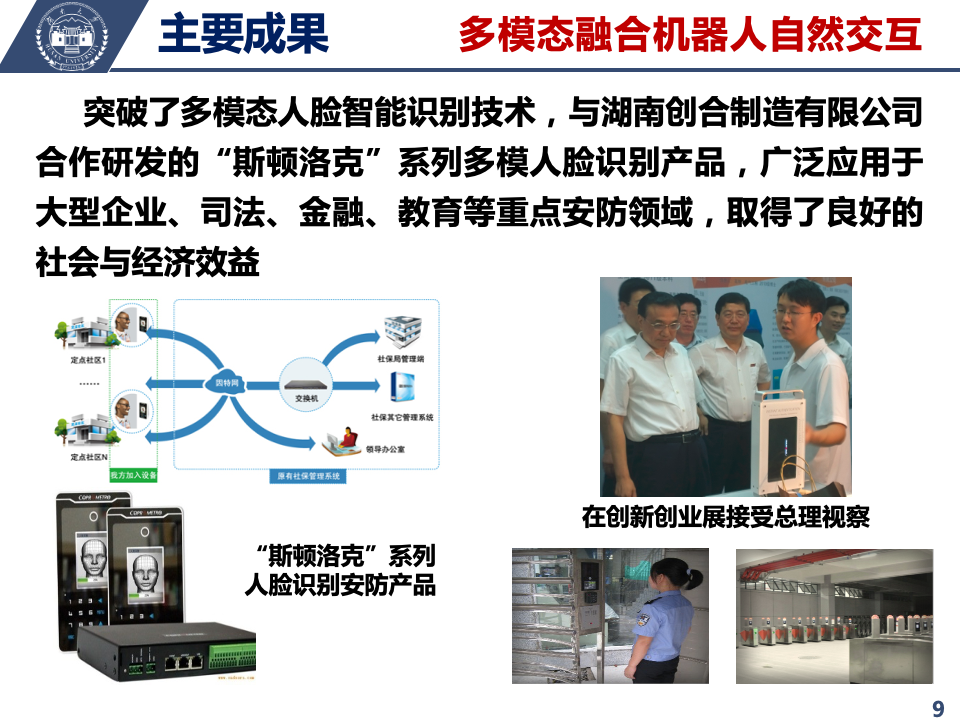 主要成果
多模态融合机器人自然交互
突破了多模态人脸智能识别技术，与湖南创合制造有限公司
合作研发的“斯顿洛克”系列多模人脸识别产品，广泛应用于
大型企业、司法、金融、教育等重点安防领域，取得了良好的
社会与经济效益
定点社区1
······
定点社区N
我方加入设备
因特网
交换机
社保局管理端
社保其它管理系统
领导办公室
原有社保管理系统
在创新创业展接受总理视察
“斯顿洛克”系列
人脸识别安防产品
9